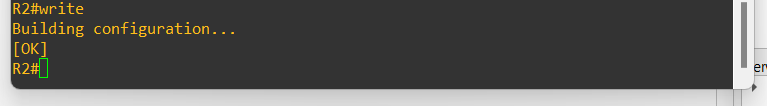 R2#write
Building configuration...
[OK]
R2#